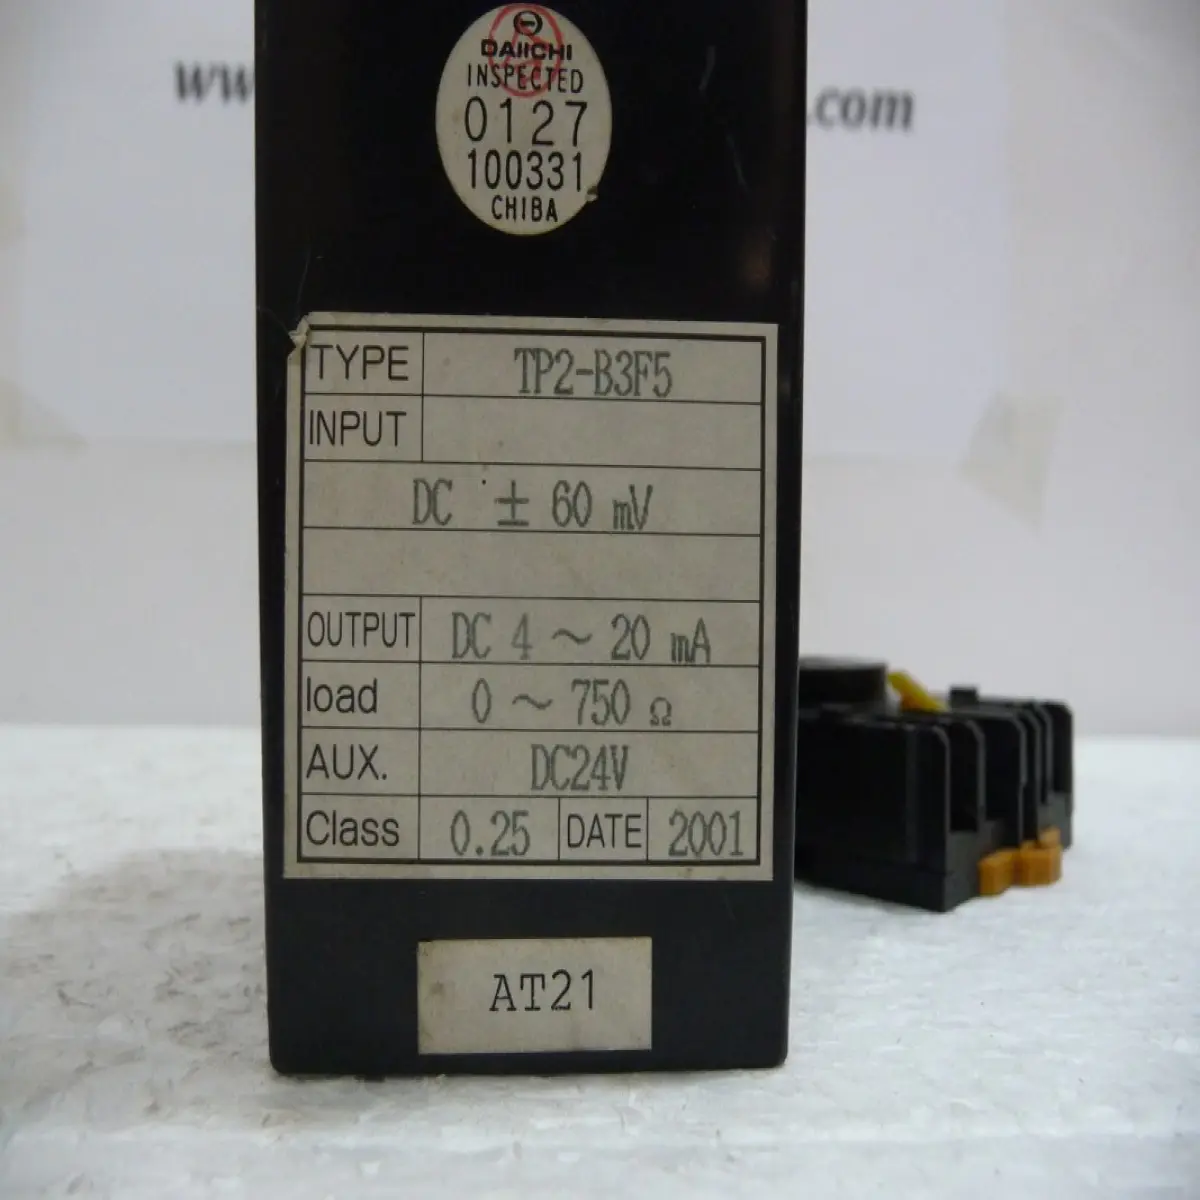 ww
.com
DAIICHI
INSPECTED
0127
100331
CHIBA
TYPE TP2-B3F5
INPUT
DC ± 60 mV
OUTPUT DC 4 ~ 20 mA
load 0 ~ 750 Ω
AUX. DC24V
Class 0.25 DATE 2001
AT21